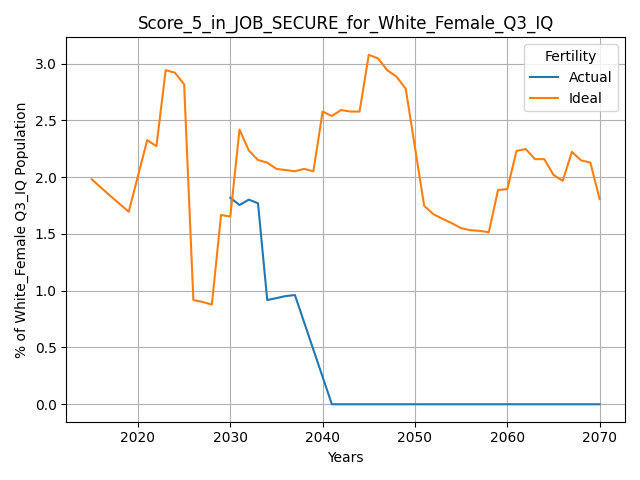 Score_5_in_JOB_SECURE_for_White_Female_Q3_IQ
Fertility
Actual
Ideal
% of White_Female Q3_IQ Population
3.0
2.5
2.0
1.5
1.0
0.5
0.0
2020 2030 2040 2050 2060 2070
Years